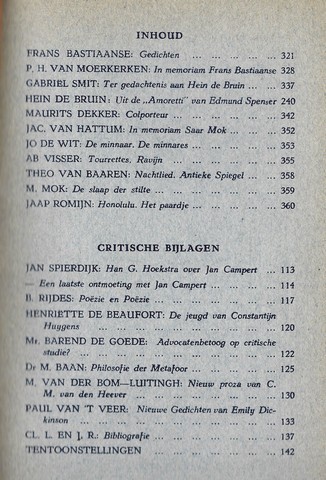 INHOUD
FRANS BASTIAANSE: Gedichten ... ... ... ... ... 321
P. H. VAN MOERKERKEN: In memoriam Frans Bastiaanse 328
GABRIEL SMIT: Ter gedachtenis aan Hein de Bruin ... ... 337
HEIN DE BRUIN: Uit de „Amoretti" van Edmund Spenser 240
MAURITS DEKKER: Colporteur ... ... ... ... ... 342
JAC. VAN HATTUM: In memoriam Saar Mok ... ... ... 352
JO DE WIT: De minnaar. De minnares ... ... ... ... 353
AB VISSER: Tourrettes. Ravijn ... ... ... ... ... 355
THEO VAN BAAREN: Nachtlied. Antieke Spiegel ... ... 358
M. MOK: De slaap der stilte ... ... ... ... ... 359
JAAP ROMIJN: Honolulu. Het paardje ... ... ... ... 360
CRITISCHE BIJLAGEN
JAN SPIERDIJK: Han G. Hoekstra over Jan Campert ... 113
— Een laatste ontmoeting met Jan Campert ... ... ... 114
B. RIJDES: Poëzie en Poëzie ... ... ... ... ... 117
HENRIETTE DE BEAUFORT: De jeugd van Constantijn
Huygens ... ... ... ... ... ... ... 120
Mr. BAREND DE GOEDE: Advocatenbetoog op critische
studie? ... ... ... ... ... ... ... 122
Dr M. BAAN: Philosofie der Metafoor ... ... ... ... 125
M. VAN DER BOM—LUITINGH: Nieuw proza van C.
M. van den Heever ... ... ... ... ... ... 130
PAUL VAN 'T VEER: Nieuwe Gedichten van Emily Dic-
kinson ... ... ... ... ... ... ... 133
CL. L. EN J. R.: Bibliografie ... ... ... ... ... 137
TENTOONSTELLINGEN ... ... ... ... ... ... 142